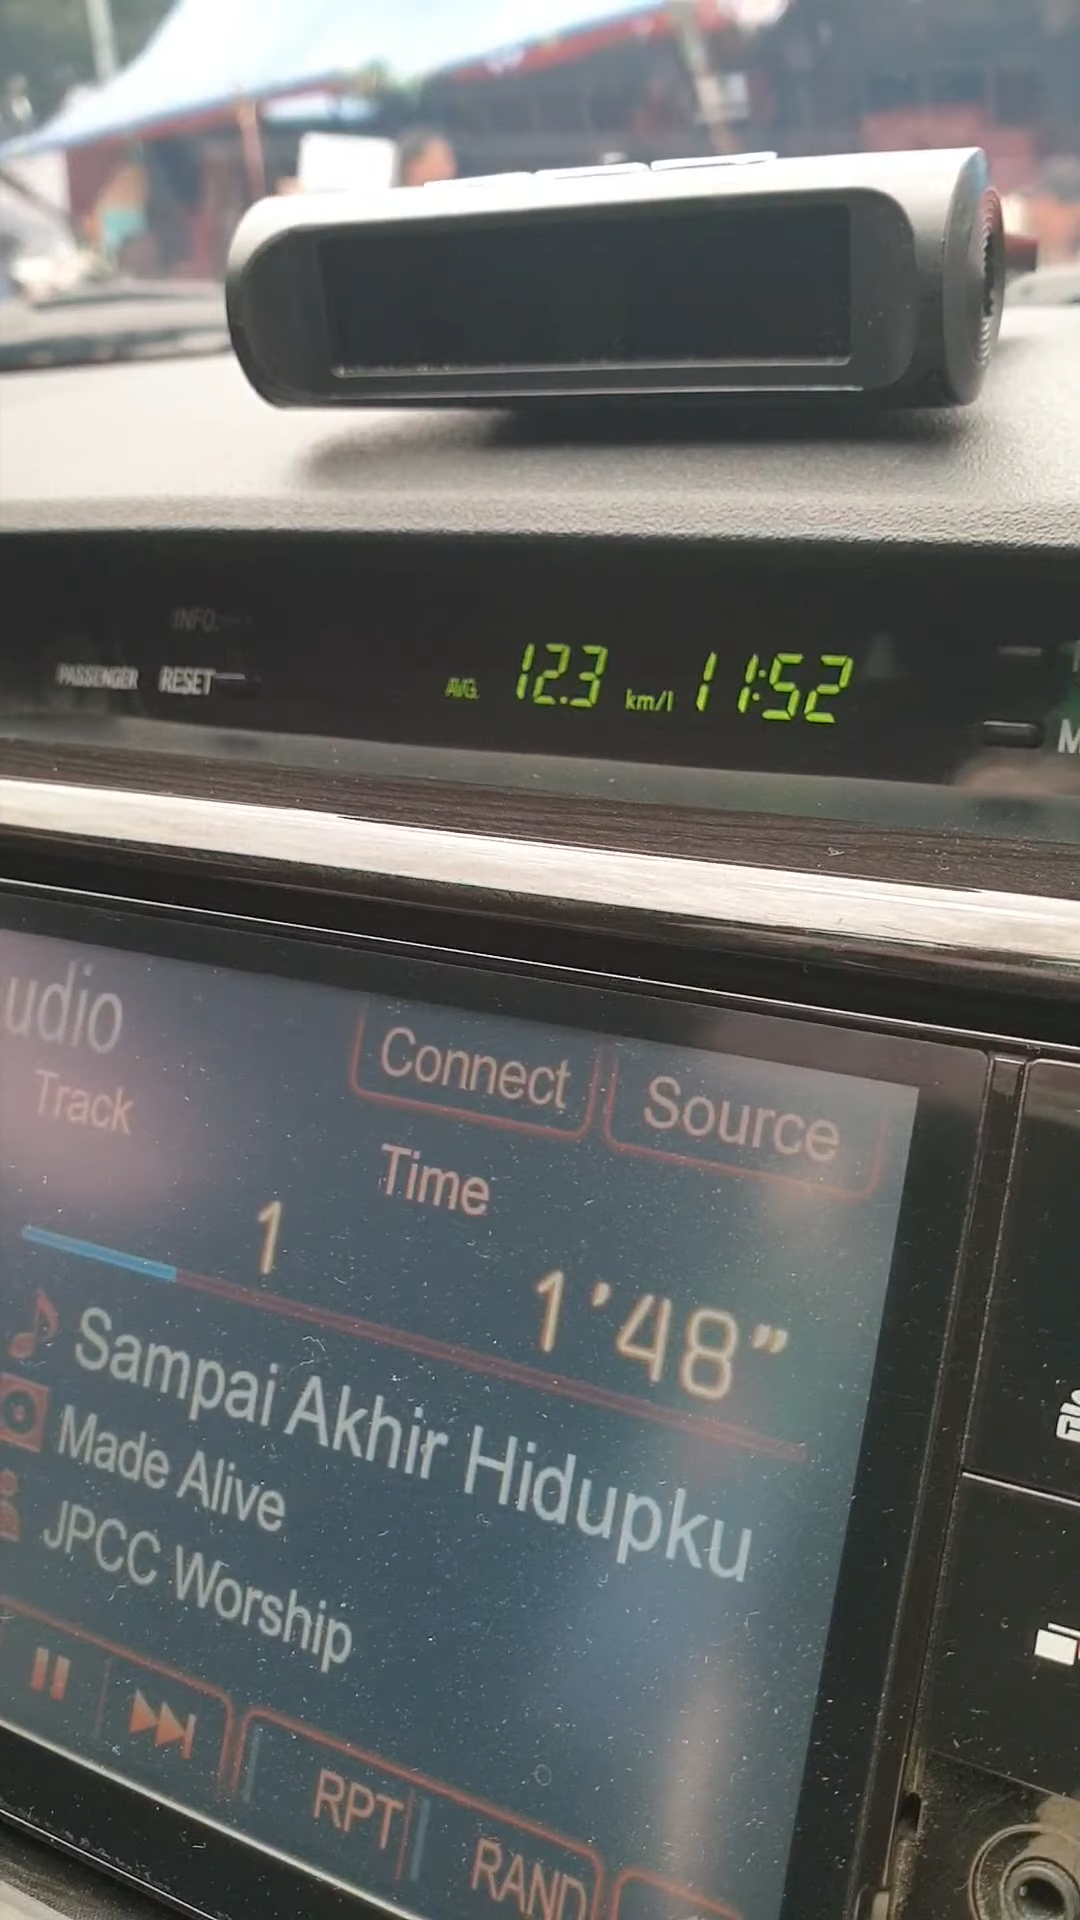 INFO
PASSENGER RESET
AVG. 12.3 km/l 11:52
M
udio
Connect Source
Track
Time
1
1'48"
Sampai Akhir Hidupku
Made Alive
JPCC Worship
RPT
RAND